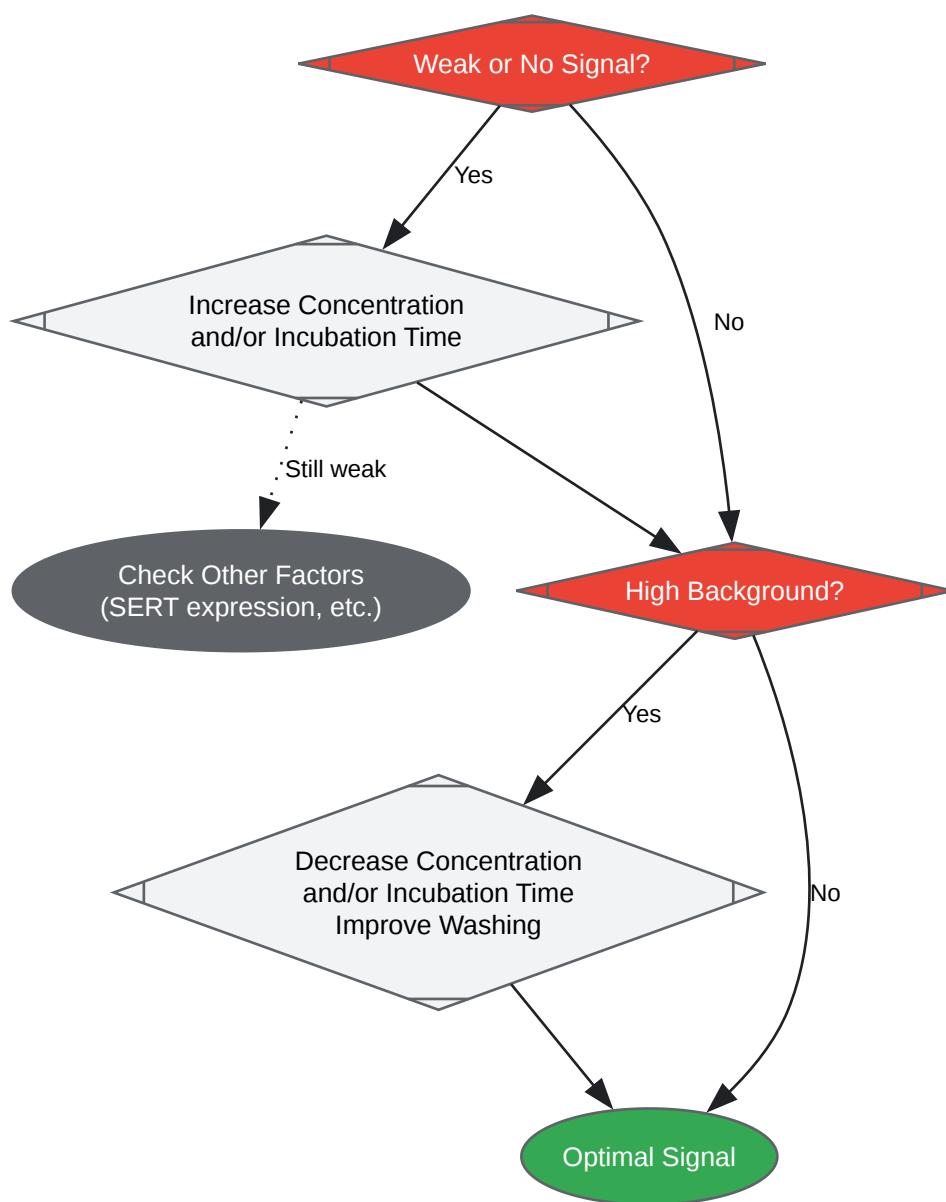 Weak or No Signal?
Yes
Increase Concentration
and/or Incubation Time
No
Still weak
Check Other Factors
(SERT expression, etc.)
High Background?
Yes
Decrease Concentration
and/or Incubation Time
Improve Washing
No
Optimal Signal